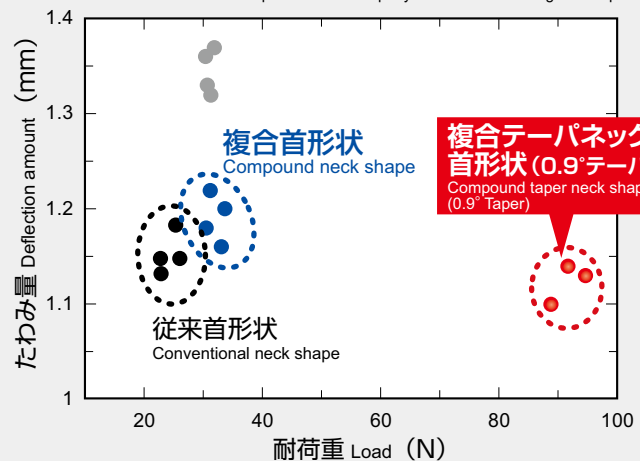 1.4
1.3
1.2
1.1
1
たわみ量 Deflection amount (mm)
複合首形状
Compound neck shape
複合テーパネック
首形状（0.9°テーパ
Compound taper neck shap
(0.9° Taper)
従来首形状
Conventional neck shape
20
40
60
80
100
耐荷重 Load（N）